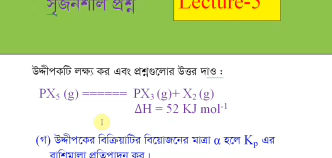 সৃজনশীল প্রশ্ন
Lecture-5
উদ্দীপকটি লক্ষ্য কর এবং প্রশ্নগুলোর উত্তর দাও :
PX₅ (g) ====== PX₃ (g)+ X₂ (g)
ΔH = 52 KJ mol⁻¹
(গ) উদ্দীপকের বিক্রিয়াটির বিয়োজনের মাত্রা α হলে Kₚ এর
রাশিমালা প্রতিপাদন কর।